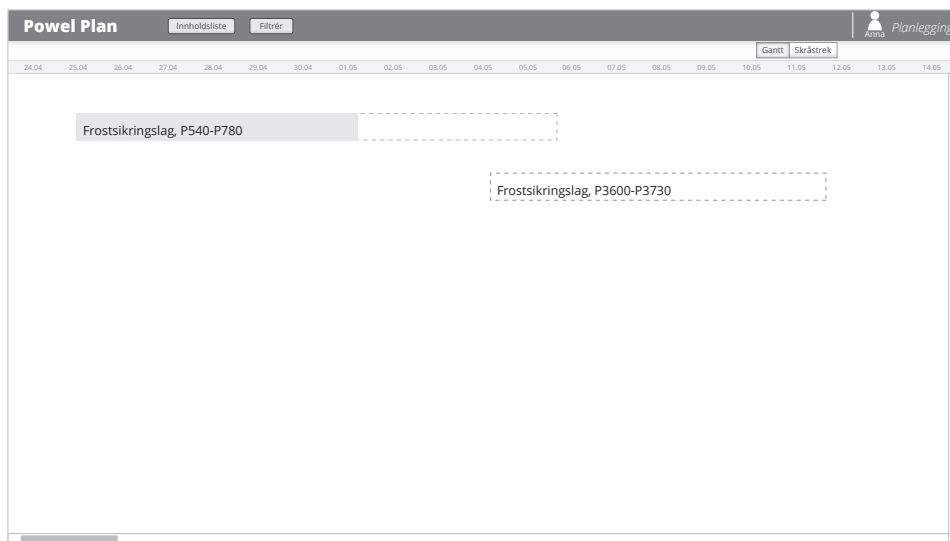 Powel Plan Innholdsliste Filtrér Anna Planlegging
Gantt Skråstrek
24.04 25.04 26.04 27.04 28.04 29.04 30.04 01.05 02.05 03.05 04.05 05.05 06.05 07.05 08.05 09.05 10.05 11.05 12.05 13.05 14.05
Frostsikringslag, P540-P780
Frostsikringslag, P3600-P3730